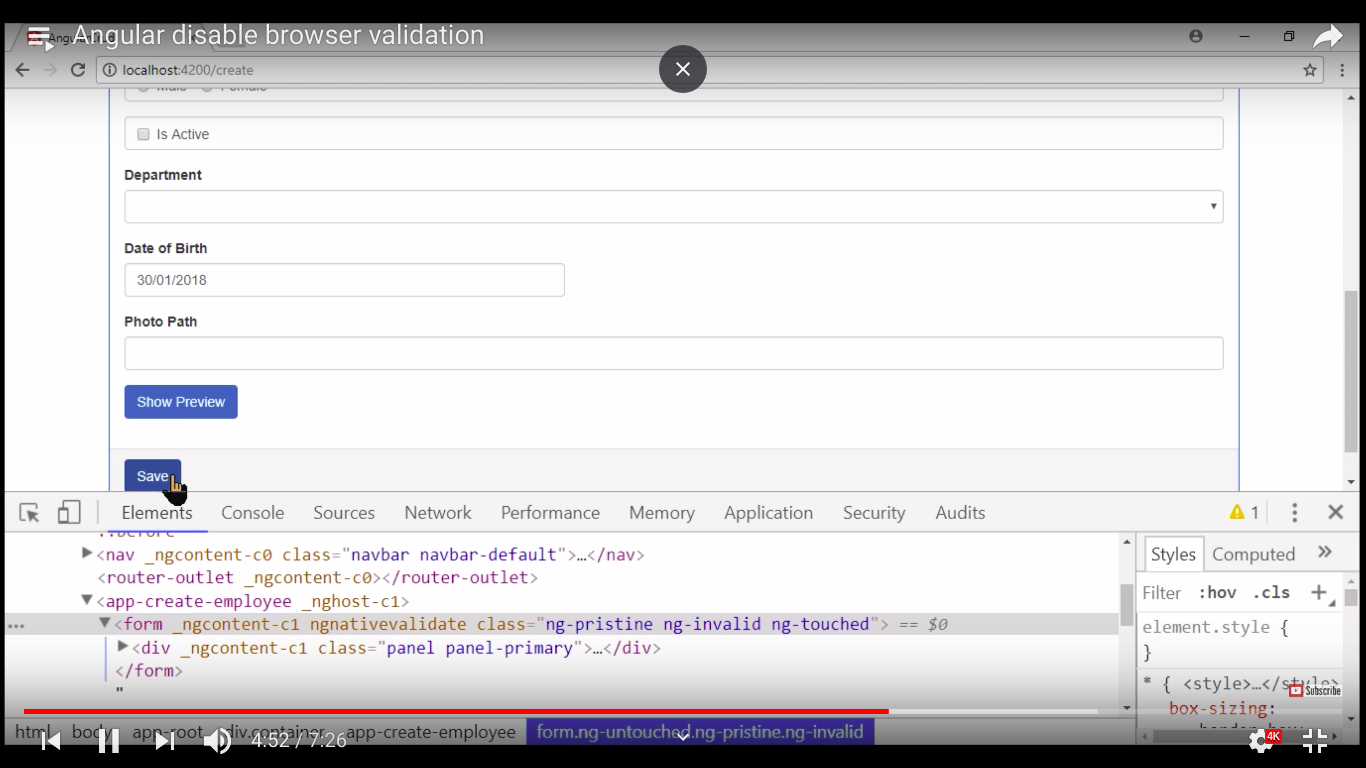 Angular disable browser validation
localhost:4200/create
Male Female
Is Active
Department
Date of Birth
30/01/2018
Photo Path
Show Preview
Save
Elements Console Sources Network Performance Memory Application Security Audits 1
::before
<nav _ngcontent-c0 class="navbar navbar-default">…</nav>
<router-outlet _ngcontent-c0></router-outlet>
<app-create-employee _nghost-c1>
<form _ngcontent-c1 ngnativevalidate class="ng-pristine ng-invalid ng-touched"> == $0
<div _ngcontent-c1 class="panel panel-primary">…</div>
</form>
"
Styles Computed »
Filter :hov .cls +
element.style {
}
* { <style>…</style>
Subscribe
box-sizing:
border-box;
html body app-root div.container app-create-employee form.ng-untouched.ng-pristine.ng-invalid
4:52 / 7:26
4K